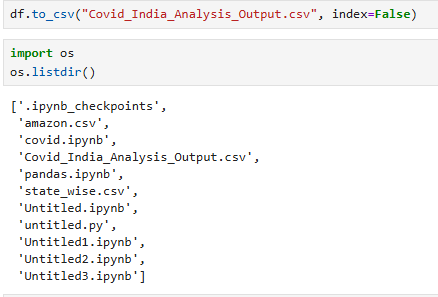 df.to_csv("Covid_India_Analysis_Output.csv", index=False)
import os
os.listdir()
['.ipynb_checkpoints',
'amazon.csv',
'covid.ipynb',
'Covid_India_Analysis_Output.csv',
'pandas.ipynb',
'state_wise.csv',
'Untitled.ipynb',
'untitled.py',
'Untitled1.ipynb',
'Untitled2.ipynb',
'Untitled3.ipynb']